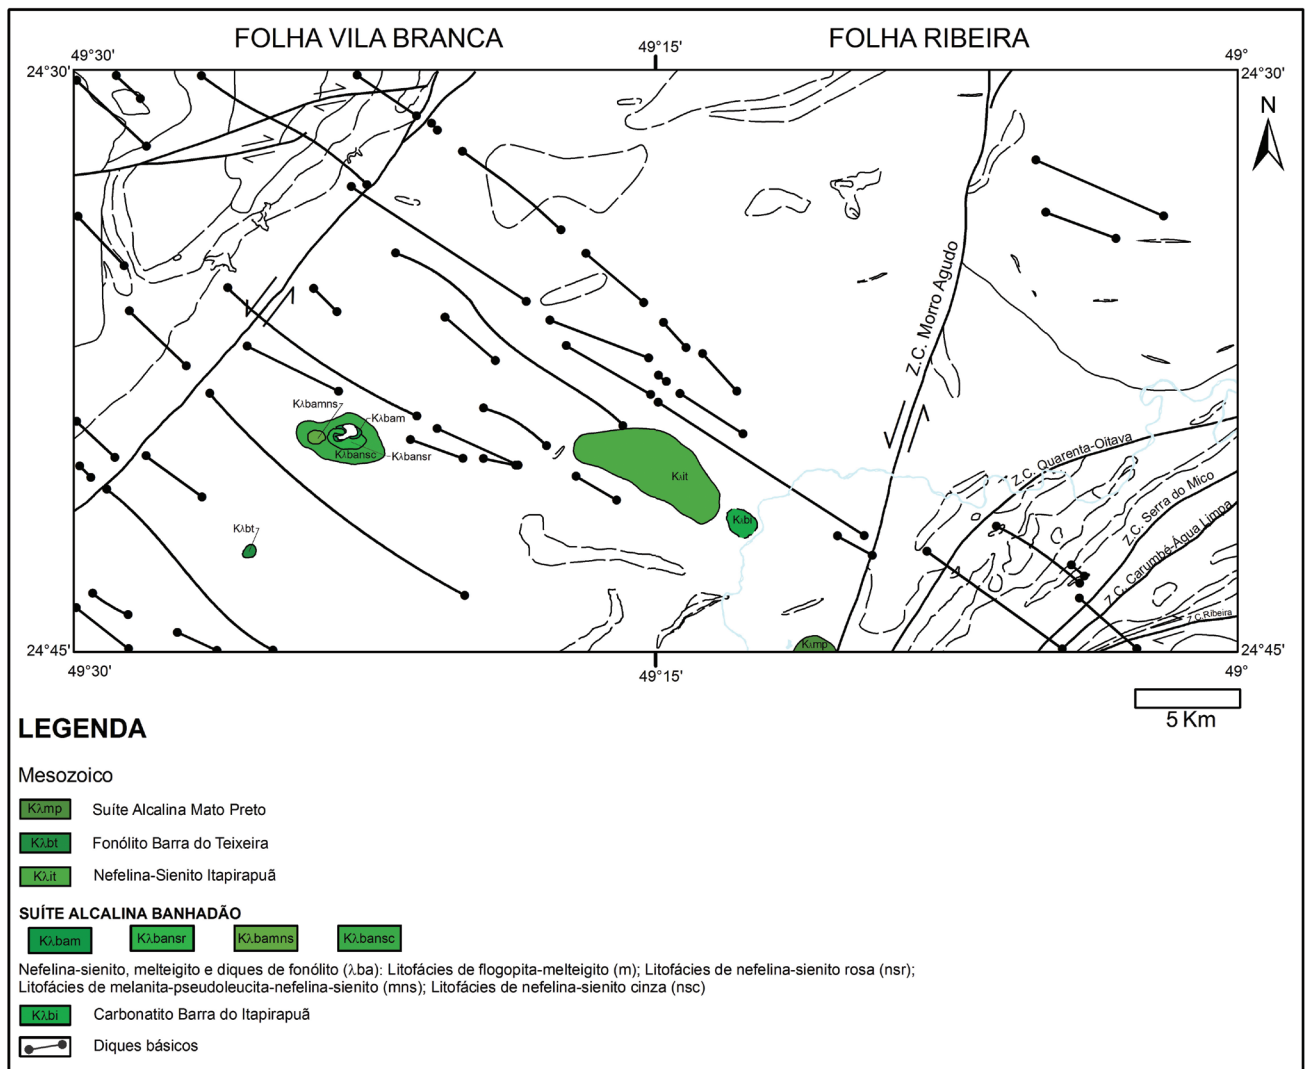 FOLHA VILA BRANCA
FOLHA RIBEIRA
49°30'
49°15'
49°
24°30'
24°30'
N
Z.C. Morro Agudo
Kλbamns
Kλbam
Kλbansc
Kλbansr
Kλit
Kλbi
Kλbt
Kλmp
Z.C. Quarenta-Oitava
Z.C. Serra do Mico
Z.C. Carumbé-Água Limpa
Z.C.Ribeira
24°45'
24°45'
49°30'
49°15'
49°
5 Km
LEGENDA
Mesozoico
Kλmp Suíte Alcalina Mato Preto
Kλbt Fonólito Barra do Teixeira
Kλit Nefelina-Sienito Itapirapuã
SUÍTE ALCALINA BANHADÃO
Kλbam Kλbansr Kλbamns Kλbansc
Nefelina-sienito, melteigito e diques de fonólito (λba): Litofácies de flogopita-melteigito (m); Litofácies de nefelina-sienito rosa (nsr);
Litofácies de melanita-pseudoleucita-nefelina-sienito (mns); Litofácies de nefelina-sienito cinza (nsc)
Kλbi Carbonatito Barra do Itapirapuã
Diques básicos